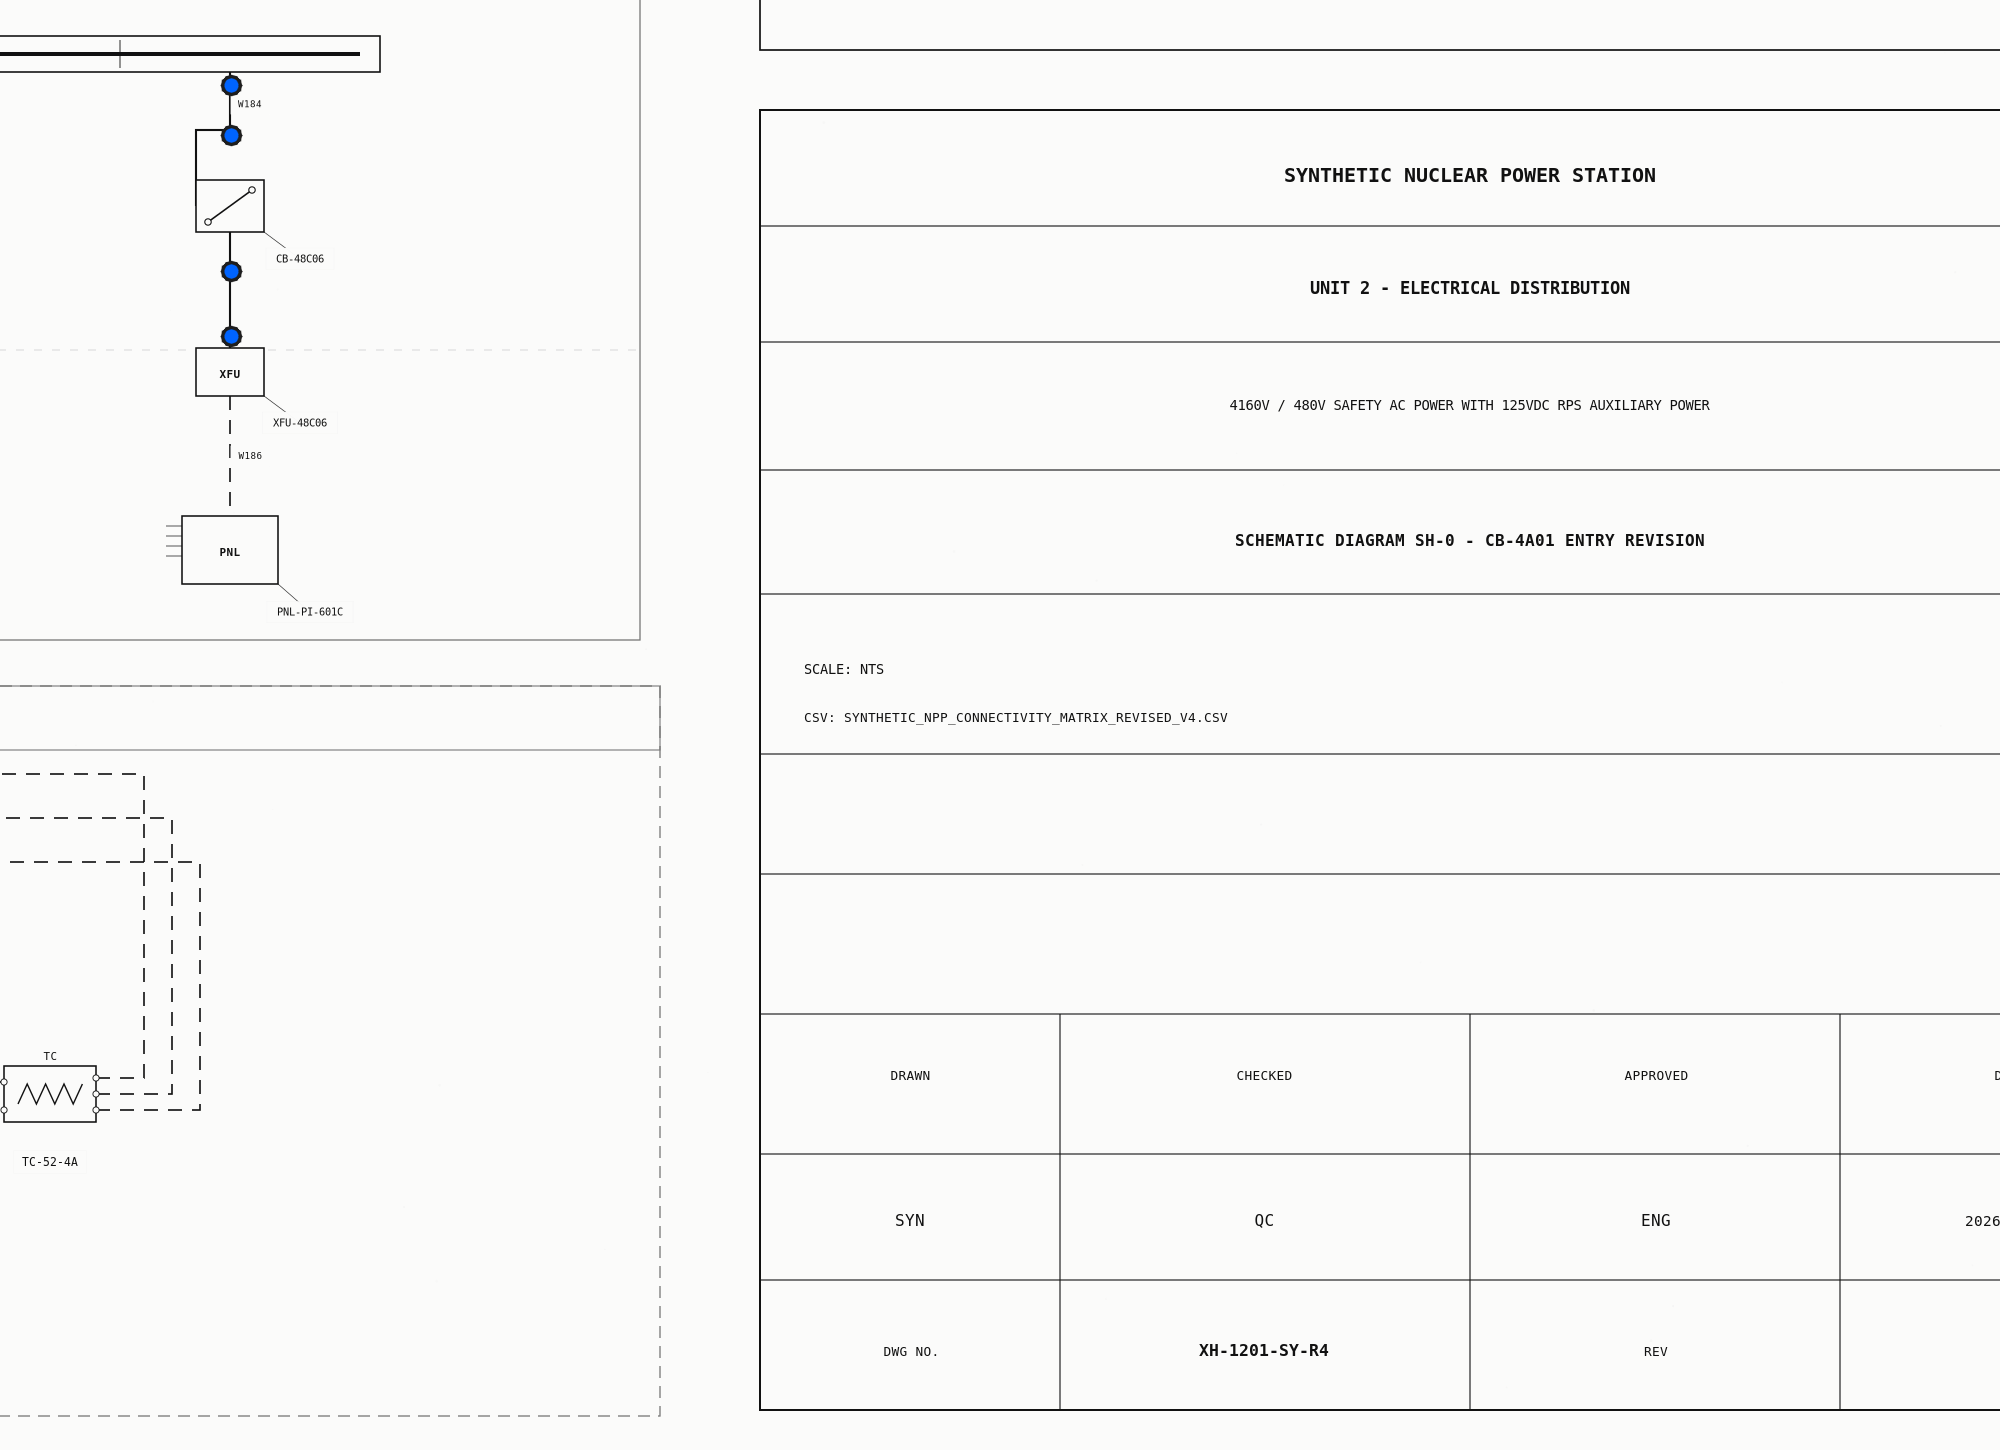 W184
CB-48C06
XFU
XFU-48C06
W186
PNL
PNL-PI-601C
TC
TC-52-4A
SYNTHETIC NUCLEAR POWER STATION
UNIT 2 - ELECTRICAL DISTRIBUTION
4160V / 480V SAFETY AC POWER WITH 125VDC RPS AUXILIARY POWER
SCHEMATIC DIAGRAM SH-0 - CB-4A01 ENTRY REVISION
SCALE: NTS
CSV: SYNTHETIC_NPP_CONNECTIVITY_MATRIX_REVISED_V4.CSV
DRAWN CHECKED APPROVED
SYN QC ENG 2026
DWG NO. XH-1201-SY-R4 REV